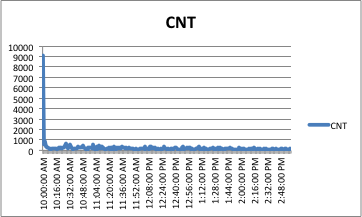 CNT
10000
9000
8000
7000
6000
5000
4000
3000
2000
1000
0
10:00:00 AM
10:16:00 AM
10:32:00 AM
10:48:00 AM
11:04:00 AM
11:20:00 AM
11:36:00 AM
11:52:00 AM
12:08:00 PM
12:24:00 PM
12:40:00 PM
12:56:00 PM
1:12:00 PM
1:28:00 PM
1:44:00 PM
2:00:00 PM
2:16:00 PM
2:32:00 PM
2:48:00 PM
CNT